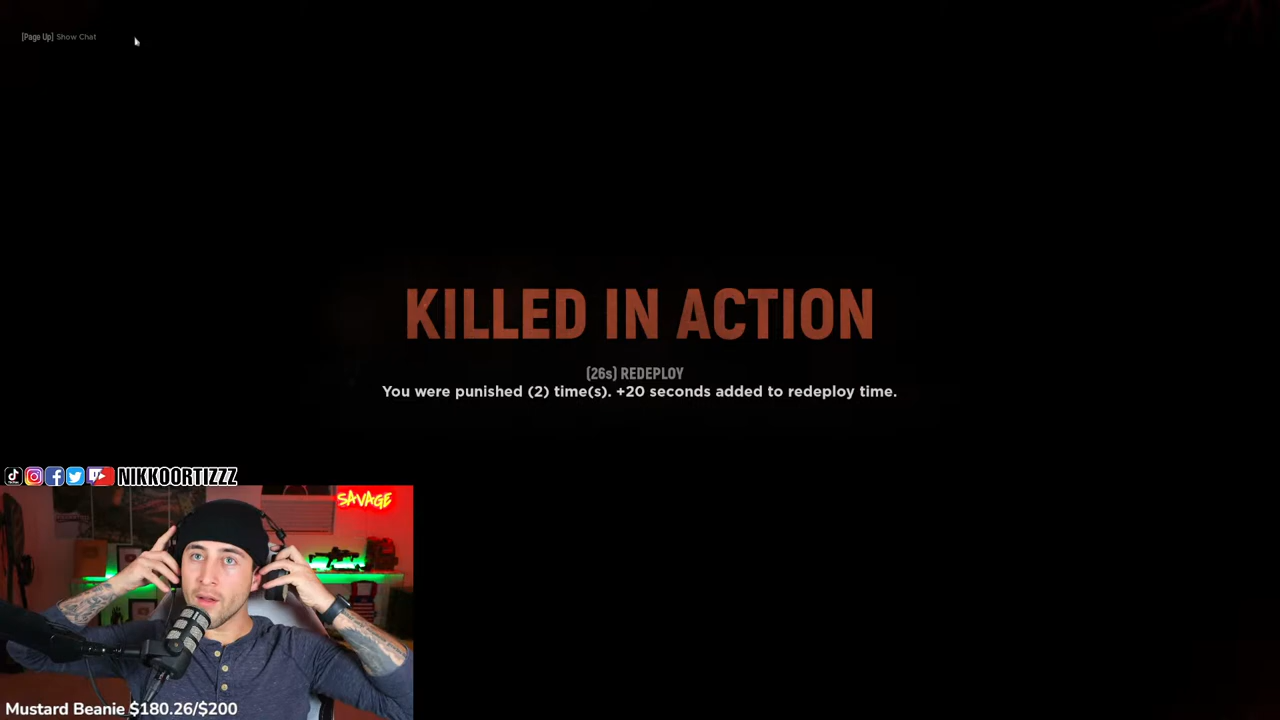 [Page Up] Show Chat
KILLED IN ACTION
(26s) REDEPLOY
You were punished (2) time(s). +20 seconds added to redeploy time.
NIKKOORTIZZZ
SAVAGE
Mustard Beanie $180.26/$200